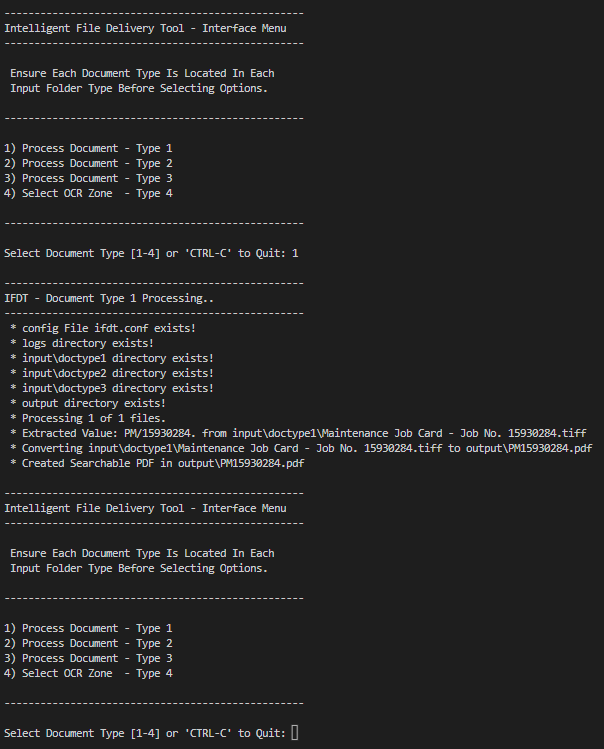 --------------------------------------------------
Intelligent File Delivery Tool - Interface Menu
--------------------------------------------------
Ensure Each Document Type Is Located In Each
Input Folder Type Before Selecting Options.
--------------------------------------------------
1) Process Document - Type 1
2) Process Document - Type 2
3) Process Document - Type 3
4) Select OCR Zone  - Type 4
--------------------------------------------------
Select Document Type [1-4] or 'CTRL-C' to Quit: 1
--------------------------------------------------
IFDT - Document Type 1 Processing..
--------------------------------------------------
* config File ifdt.conf exists!
* logs directory exists!
* input\doctype1 directory exists!
* input\doctype2 directory exists!
* input\doctype3 directory exists!
* output directory exists!
* Processing 1 of 1 files.
* Extracted Value: PM/15930284. from input\doctype1\Maintenance Job Card - Job No. 15930284.tiff
* Converting input\doctype1\Maintenance Job Card - Job No. 15930284.tiff to output\PM15930284.pdf
* Created Searchable PDF in output\PM15930284.pdf
--------------------------------------------------
Intelligent File Delivery Tool - Interface Menu
--------------------------------------------------
Ensure Each Document Type Is Located In Each
Input Folder Type Before Selecting Options.
--------------------------------------------------
1) Process Document - Type 1
2) Process Document - Type 2
3) Process Document - Type 3
4) Select OCR Zone  - Type 4
--------------------------------------------------
Select Document Type [1-4] or 'CTRL-C' to Quit: